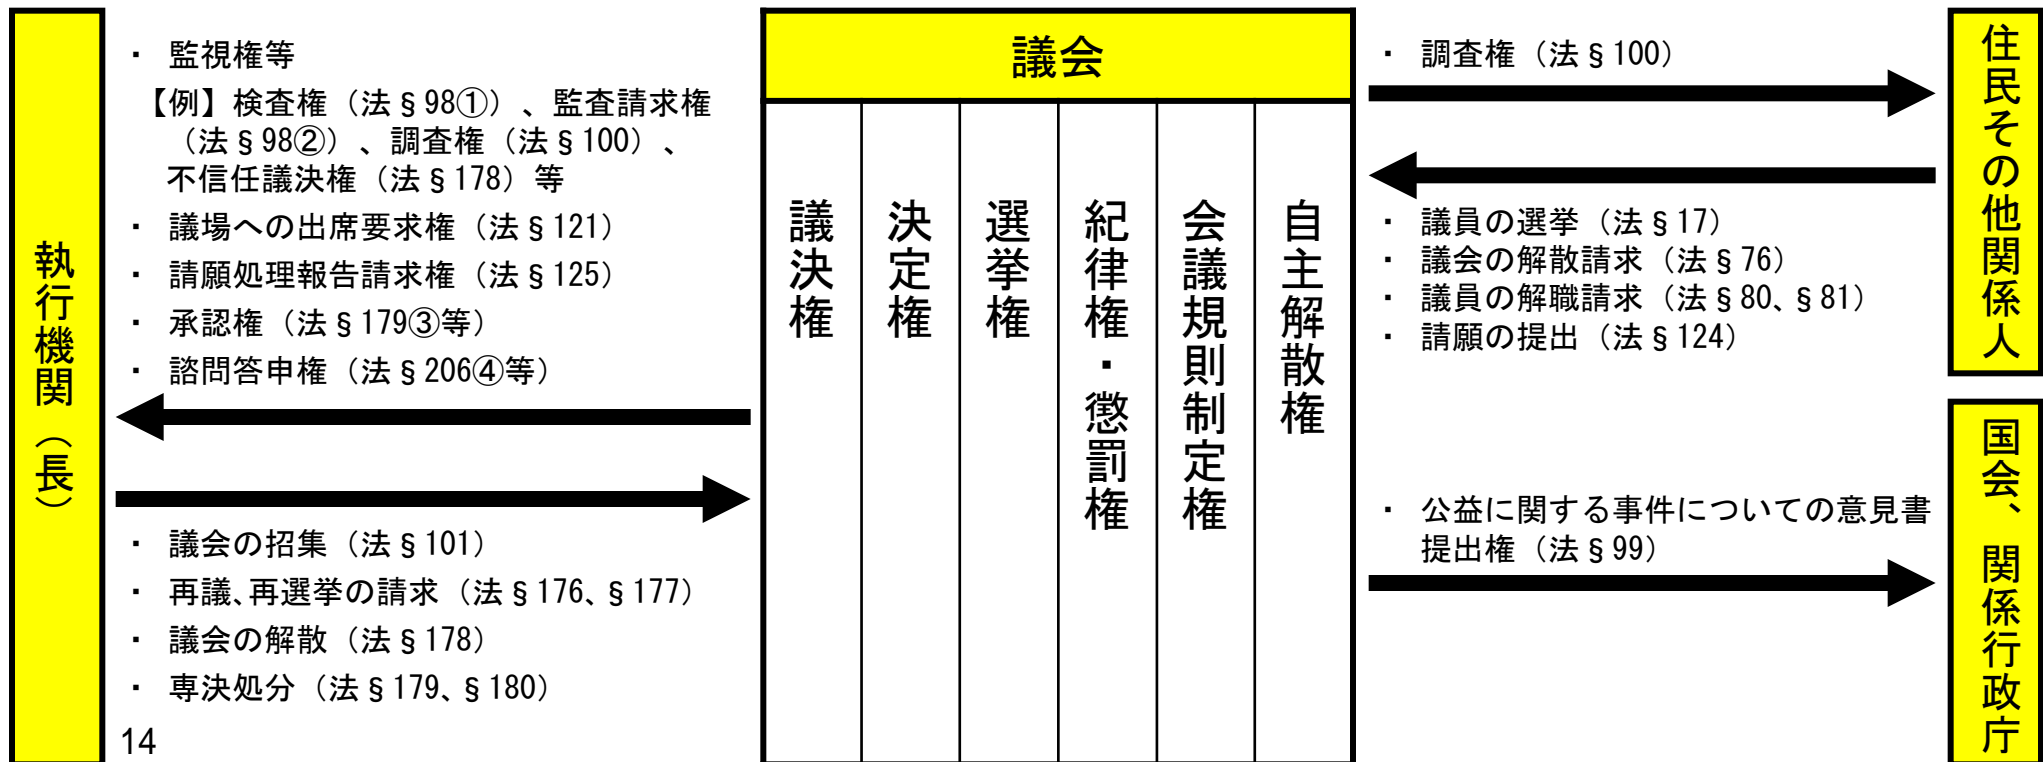 執行機関（長）
・ 監視権等
【例】検査権（法§98①）、監査請求権
（法§98②）、調査権（法§100）、
不信任議決権（法§178）等
・ 議場への出席要求権（法§121）
・ 請願処理報告請求権（法§125）
・ 承認権（法§179③等）
・ 諮問答申権（法§206④等）
・ 議会の招集（法§101）
・ 再議、再選挙の請求（法§176、§177）
・ 議会の解散（法§178）
・ 専決処分（法§179、§180）
14
議会
議決権
決定権
選挙権
紀律権・懲罰権
会議規則制定権
自主解散権
・ 調査権（法§100）
・ 議員の選挙（法§17）
・ 議会の解散請求（法§76）
・ 議員の解職請求（法§80、§81）
・ 請願の提出（法§124）
・ 公益に関する事件についての意見書
提出権（法§99）
住民その他関係人
国会、関係行政庁